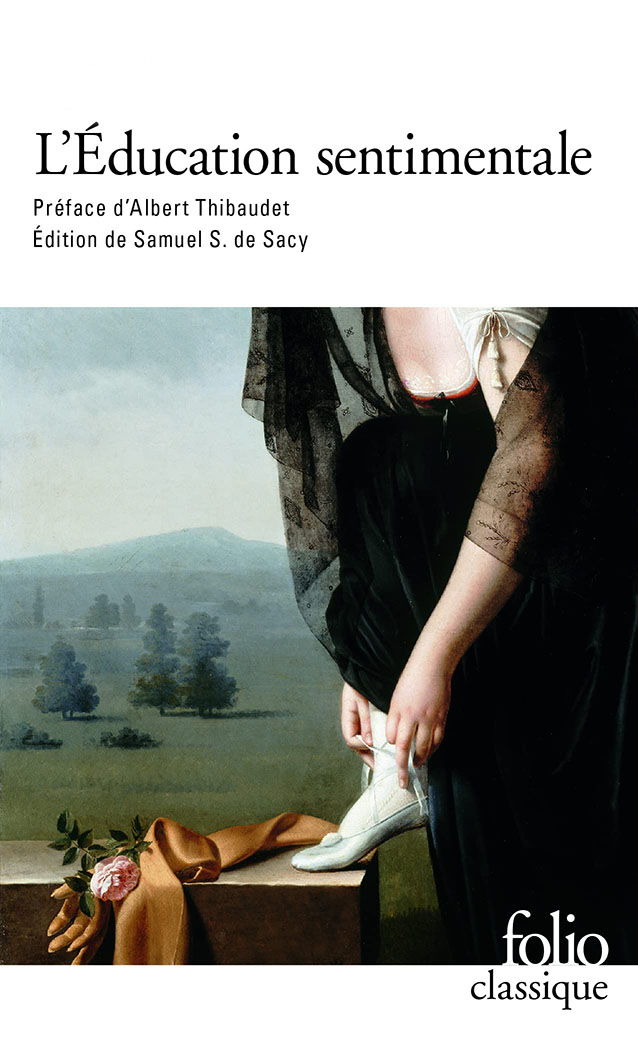 L’Éducation sentimentale
Préface d’Albert Thibaudet
Édition de Samuel S. de Sacy
folio
classique